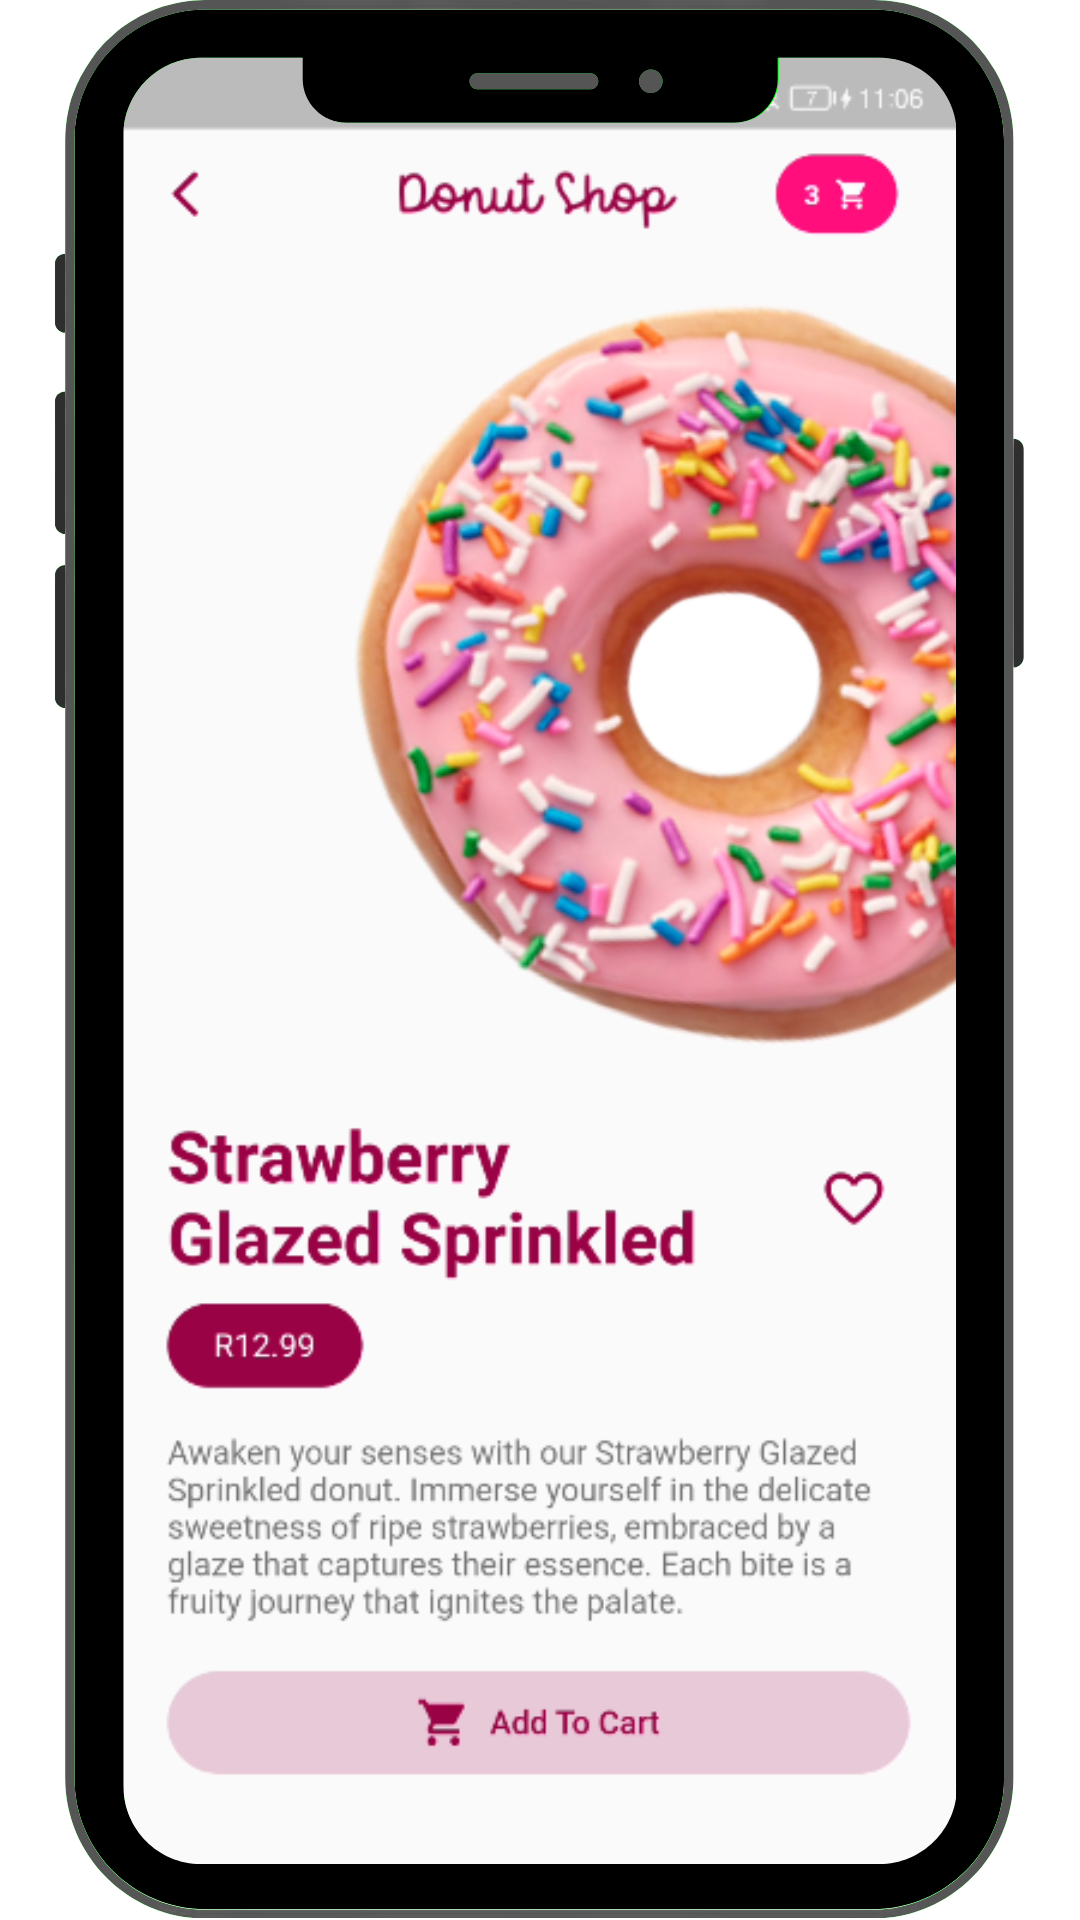 7 11:06
Donut Shop
3
Strawberry
Glazed Sprinkled
R12.99
Awaken your senses with our Strawberry Glazed
Sprinkled donut. Immerse yourself in the delicate
sweetness of ripe strawberries, embraced by a
glaze that captures their essence. Each bite is a
fruity journey that ignites the palate.
Add To Cart